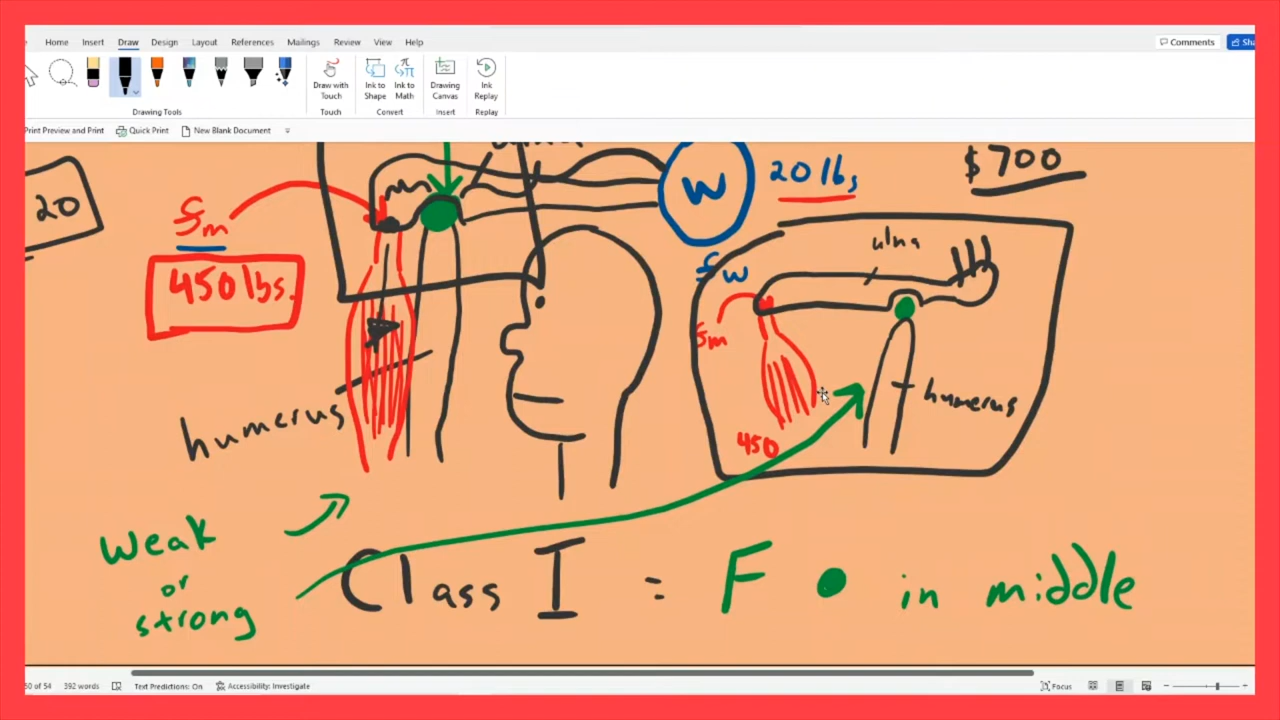 Home Insert Draw Design Layout References Mailings Review View Help
Comments
Draw with Touch
Ink to Shape
Ink to Math
Drawing Canvas
Ink Replay
Drawing Tools
Touch
Convert
Insert
Replay
Print Preview and Print Quick Print New Blank Document
20
fm
450 lbs.
W
20 lbs
$700
fw
ulna
fm
humerus
humerus
450
Weak
or
strong
Class I = F in middle
50 of 54 392 words Text Predictions: On Accessibility: Investigate
Focus